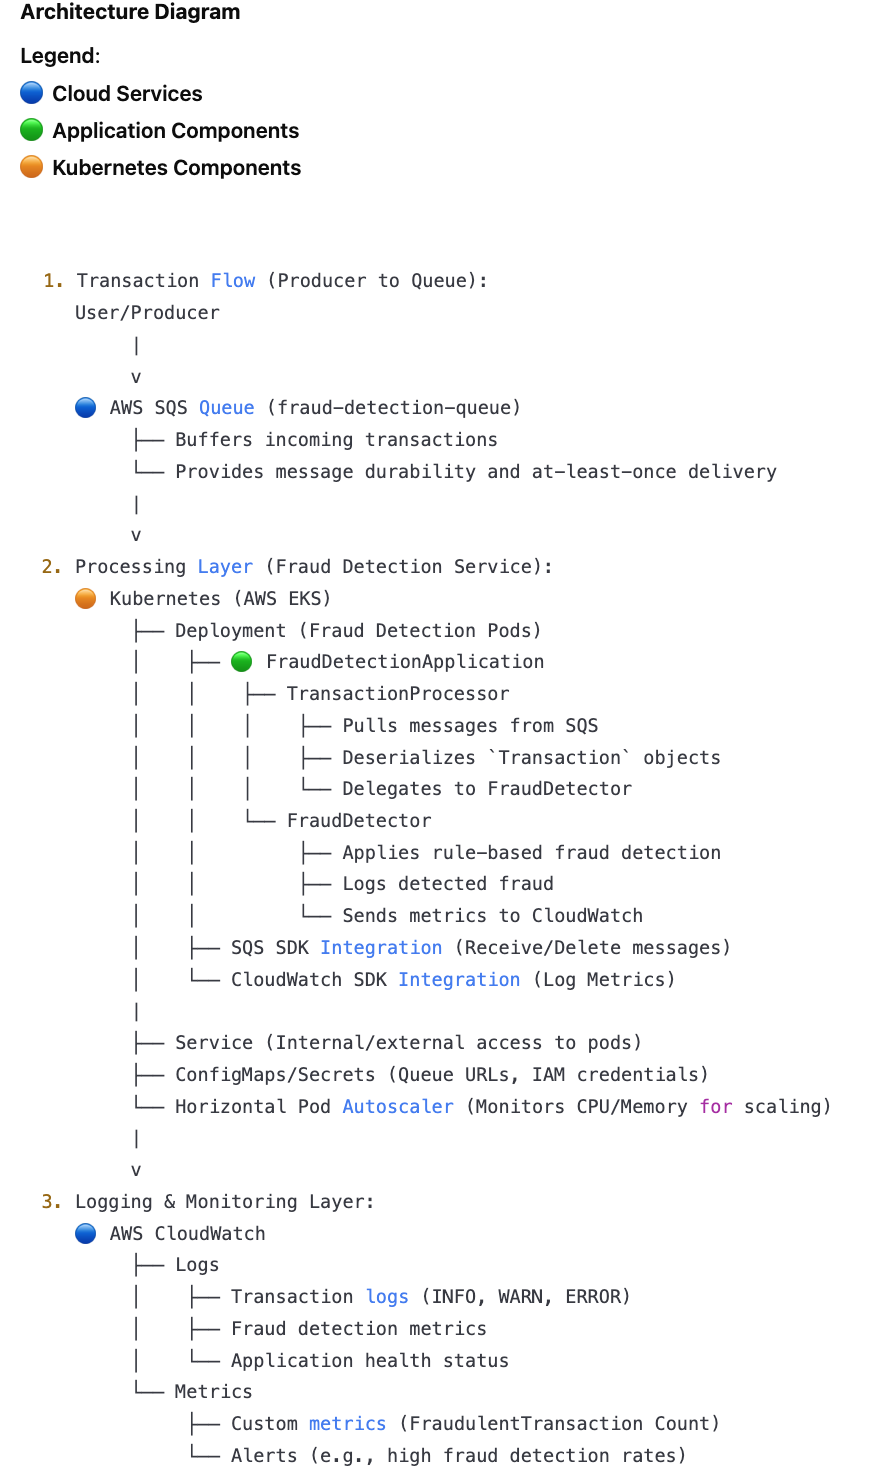 Architecture Diagram
Legend:
🔵 Cloud Services
🟢 Application Components
🟠 Kubernetes Components
1. Transaction Flow (Producer to Queue):
   User/Producer
        |
        v
   🔵 AWS SQS Queue (fraud-detection-queue)
        ├── Buffers incoming transactions
        └── Provides message durability and at-least-once delivery
        |
        v
2. Processing Layer (Fraud Detection Service):
   🟠 Kubernetes (AWS EKS)
        ├── Deployment (Fraud Detection Pods)
        │    ├── 🟢 FraudDetectionApplication
        │    │    ├── TransactionProcessor
        │    │    │    ├── Pulls messages from SQS
        │    │    │    ├── Deserializes `Transaction` objects
        │    │    │    └── Delegates to FraudDetector
        │    │    └── FraudDetector
        │    │         ├── Applies rule-based fraud detection
        │    │         ├── Logs detected fraud
        │    │         └── Sends metrics to CloudWatch
        │    ├── SQS SDK Integration (Receive/Delete messages)
        │    └── CloudWatch SDK Integration (Log Metrics)
        |
        ├── Service (Internal/external access to pods)
        ├── ConfigMaps/Secrets (Queue URLs, IAM credentials)
        └── Horizontal Pod Autoscaler (Monitors CPU/Memory for scaling)
        |
        v
3. Logging & Monitoring Layer:
   🔵 AWS CloudWatch
        ├── Logs
        │    ├── Transaction logs (INFO, WARN, ERROR)
        │    ├── Fraud detection metrics
        │    └── Application health status
        └── Metrics
             ├── Custom metrics (FraudulentTransaction Count)
             └── Alerts (e.g., high fraud detection rates)